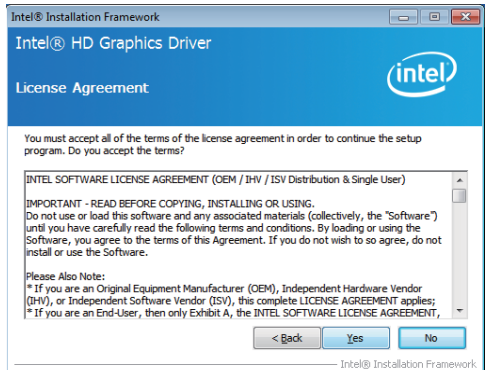 Intel® Installation Framework
Intel® HD Graphics Driver
intel
License Agreement
You must accept all of the terms of the license agreement in order to continue the setup
program. Do you accept the terms?
INTEL SOFTWARE LICENSE AGREEMENT (OEM / IHV / ISV Distribution & Single User)
IMPORTANT - READ BEFORE COPYING, INSTALLING OR USING.
Do not use or load this software and any associated materials (collectively, the "Software")
until you have carefully read the following terms and conditions. By loading or using the
Software, you agree to the terms of this Agreement. If you do not wish to so agree, do not
install or use the Software.
Please Also Note:
* If you are an Original Equipment Manufacturer (OEM), Independent Hardware Vendor
(IHV), or Independent Software Vendor (ISV), this complete LICENSE AGREEMENT applies;
* If you are an End-User, then only Exhibit A, the INTEL SOFTWARE LICENSE AGREEMENT,
< Back Yes No
Intel® Installation Framework